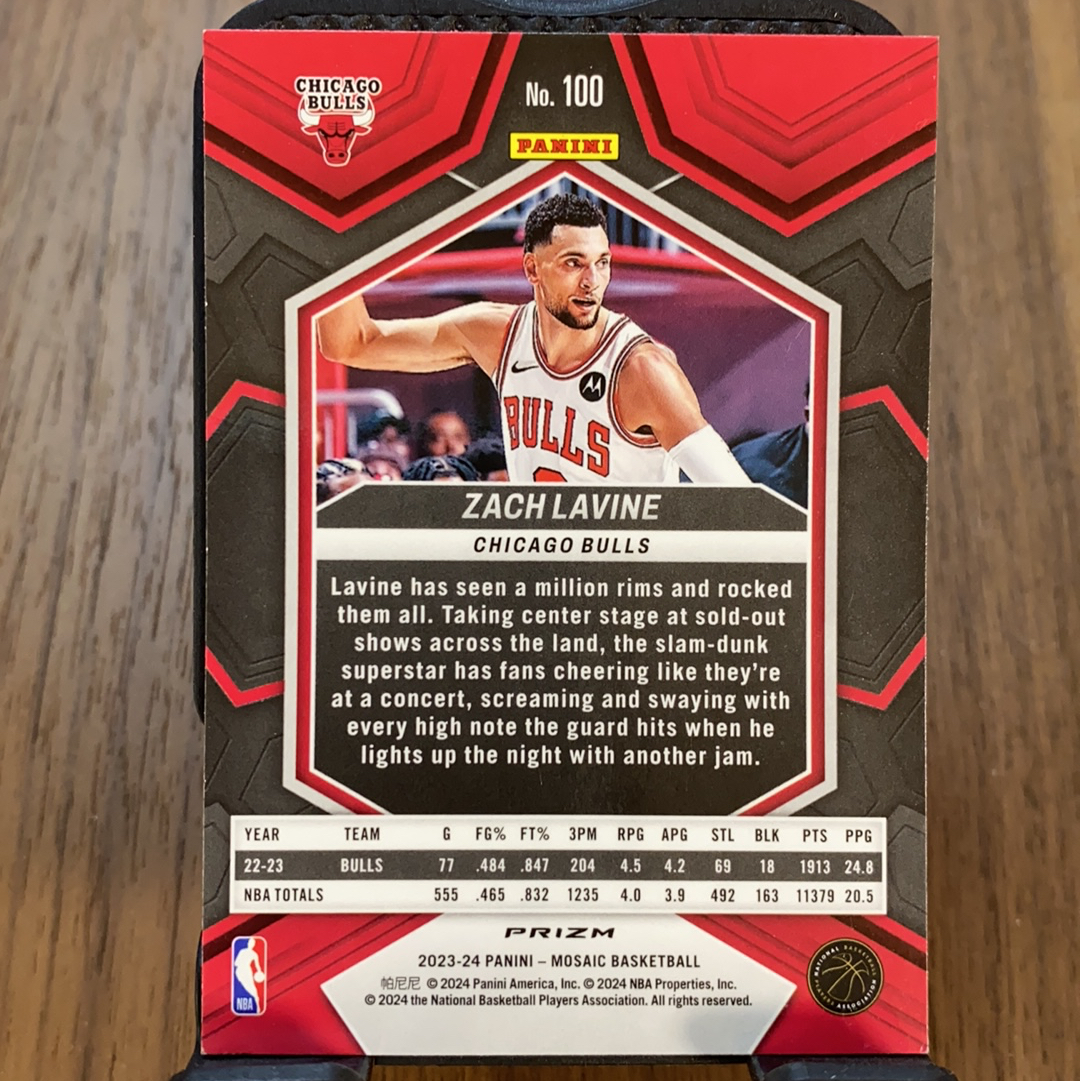 CHICAGO
BULLS
No. 100
PANINI
BULLS
ZACH LAVINE
CHICAGO BULLS
Lavine has seen a million rims and rocked
them all. Taking center stage at sold-out
shows across the land, the slam-dunk
superstar has fans cheering like they're
at a concert, screaming and swaying with
every high note the guard hits when he
lights up the night with another jam.
YEAR TEAM G FG% FT% 3PM RPG APG STL BLK PTS PPG
22-23 BULLS 77 .484 .847 204 4.5 4.2 69 18 1913 24.8
NBA TOTALS 555 .465 .832 1235 4.0 3.9 492 163 11379 20.5
PRIZM
2023-24 PANINI – MOSAIC BASKETBALL
帕尼尼 © 2024 Panini America, Inc. © 2024 NBA Properties, Inc.
© 2024 the National Basketball Players Association. All rights reserved.
NBA
NATIONAL BASKETBALL
PLAYERS ASSOCIATION